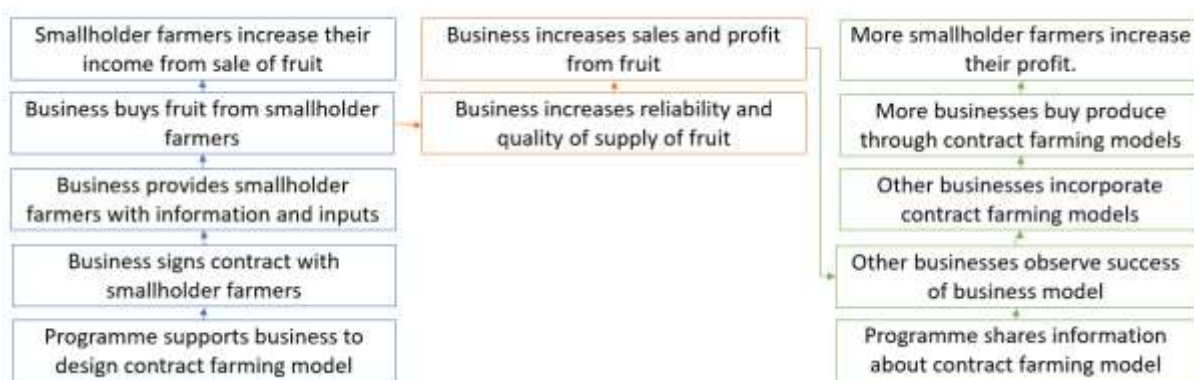 Smallholder farmers increase their
income from sale of fruit
Business buys fruit from smallholder
farmers
Business provides smallholder
farmers with information and inputs
Business signs contract with
smallholder farmers
Programme supports business to
design contract farming model
Business increases sales and profit
from fruit
Business increases reliability and
quality of supply of fruit
More smallholder farmers increase
their profit.
More businesses buy produce
through contract farming models
Other businesses incorporate
contract farming models
Other businesses observe success
of business model
Programme shares information
about contract farming model